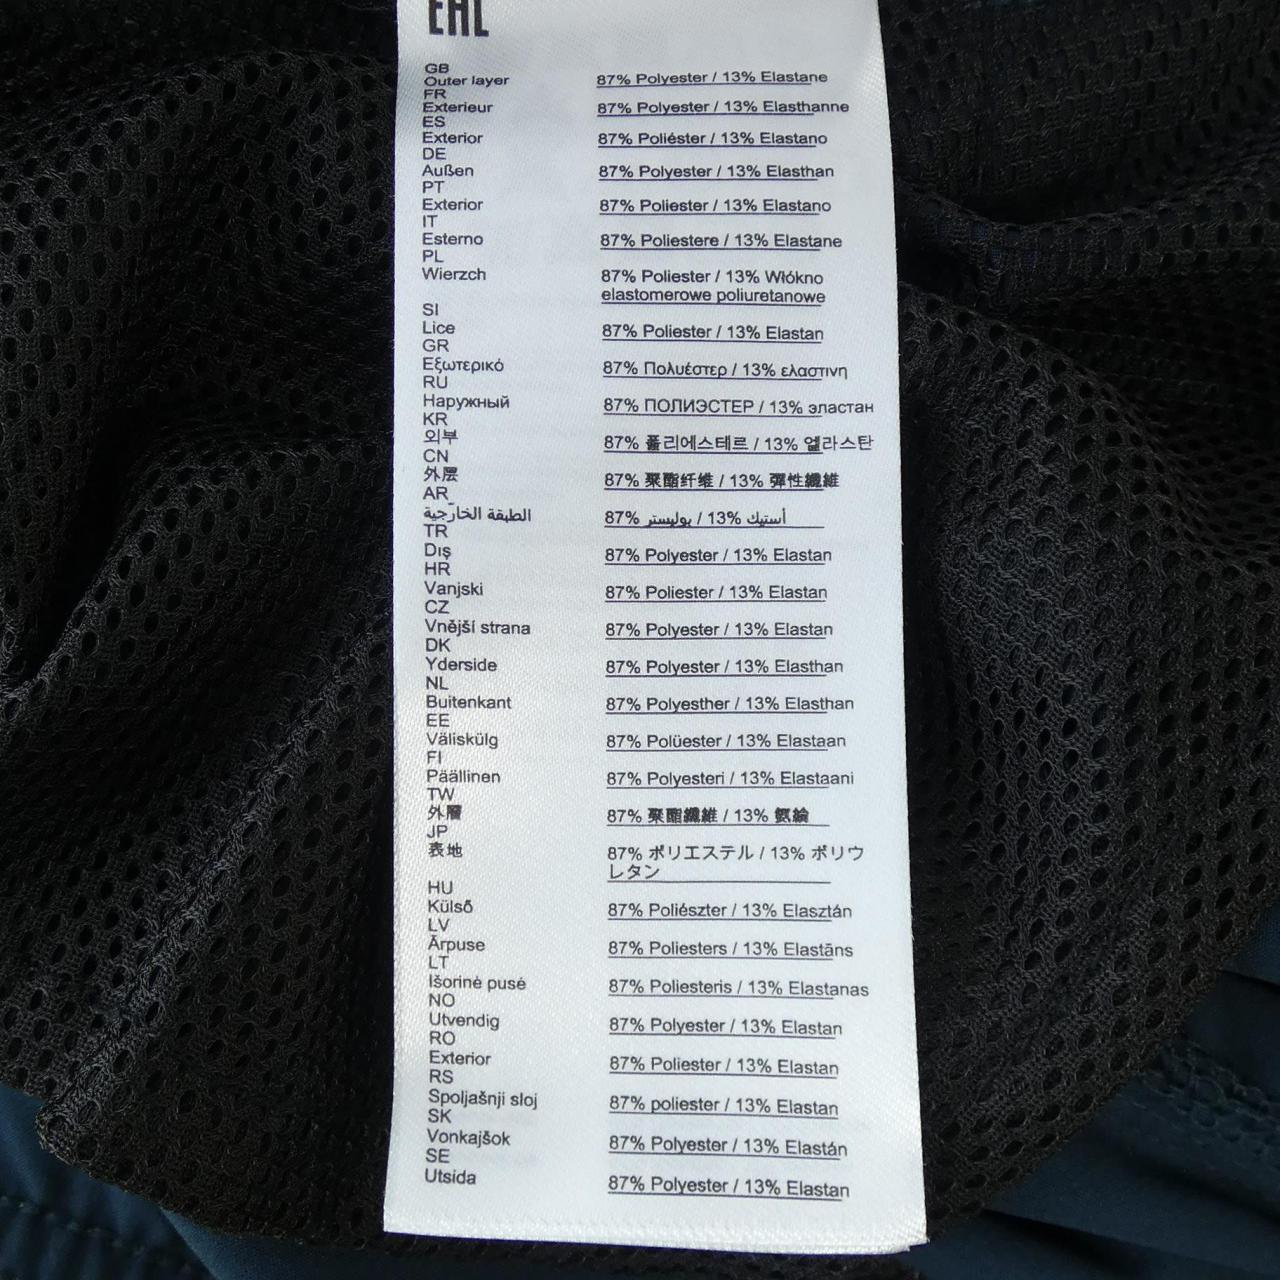 EAC
GB
Outer layer 87% Polyester / 13% Elastane
FR
Exterieur 87% Polyester / 13% Elasthanne
ES
Exterior 87% Poliéster / 13% Elastano
DE
Außen 87% Polyester / 13% Elasthan
PT
Exterior 87% Polyester / 13% Elastano
IT
Esterno 87% Poliestere / 13% Elastane
PL
Wierzch 87% Poliester / 13% Włókno
elastomerowe poliuretanowe
SI
Lice 87% Poliester / 13% Elastan
GR
Εξωτερικό 87% Πολυέστερ / 13% ελαστινη
RU
Наружный 87% ПОЛИЭСТЕР / 13% эластан
KR
외부 87% 폴리에스테르 / 13% 엘라스탄
CN
外层 87% 聚酯纤维 / 13% 彈性纖維
AR
الطبقة الخارجية 87% بوليستر / 13% أستيك
TR
Dış 87% Polyester / 13% Elastan
HR
Vanjski 87% Poliester / 13% Elastan
CZ
Vnější strana 87% Polyester / 13% Elastan
DK
Yderside 87% Polyester / 13% Elasthan
NL
Buitenkant 87% Polyesther / 13% Elasthan
EE
Väliskülg 87% Polüester / 13% Elastaan
FI
Päällinen 87% Polyesteri / 13% Elastaani
TW
外層 87% 聚酯纖維 / 13% 氨綸
JP
表地 87% ポリエステル / 13% ポリウ
レタン
HU
Külső 87% Poliészter / 13% Elasztán
LV
Ārpuse 87% Poliesters / 13% Elastāns
LT
Išorinė pusė 87% Poliesteris / 13% Elastanas
NO
Utvendig 87% Polyester / 13% Elastan
RO
Exterior 87% Poliester / 13% Elastan
RS
Spoljašnji sloj 87% poliester / 13% Elastan
SK
Vonkajšok 87% Polyester / 13% Elastán
SE
Utsida 87% Polyester / 13% Elastan